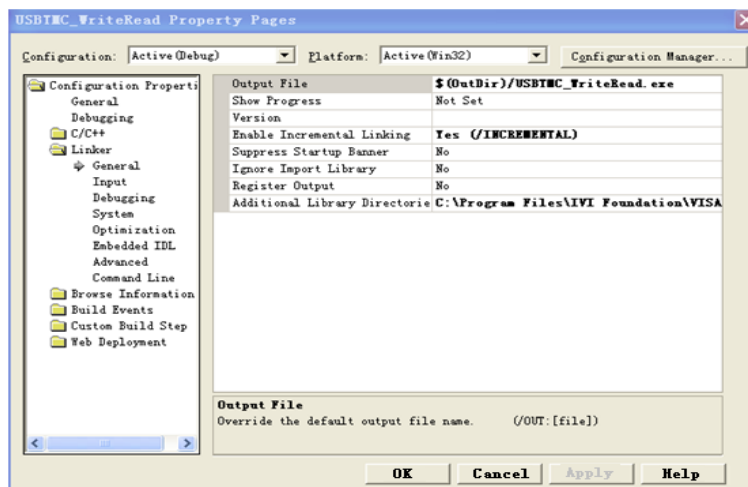 USBTMC_WriteRead Property Pages
Configuration: Active(Debug) Platform: Active(Win32) Configuration Manager...
Configuration Properti
General
Debugging
C/C++
Linker
General
Input
Debugging
System
Optimization
Embedded IDL
Advanced
Command Line
Browse Information
Build Events
Custom Build Step
Web Deployment
Output File $(OutDir)/USBTMC_WriteRead.exe
Show Progress Not Set
Version
Enable Incremental Linking Yes (/INCREMENTAL)
Suppress Startup Banner No
Ignore Import Library No
Register Output No
Additional Library Directorie C:\Program Files\IVI Foundation\VISA
Output File
Override the default output file name. (/OUT:[file])
OK Cancel Apply Help